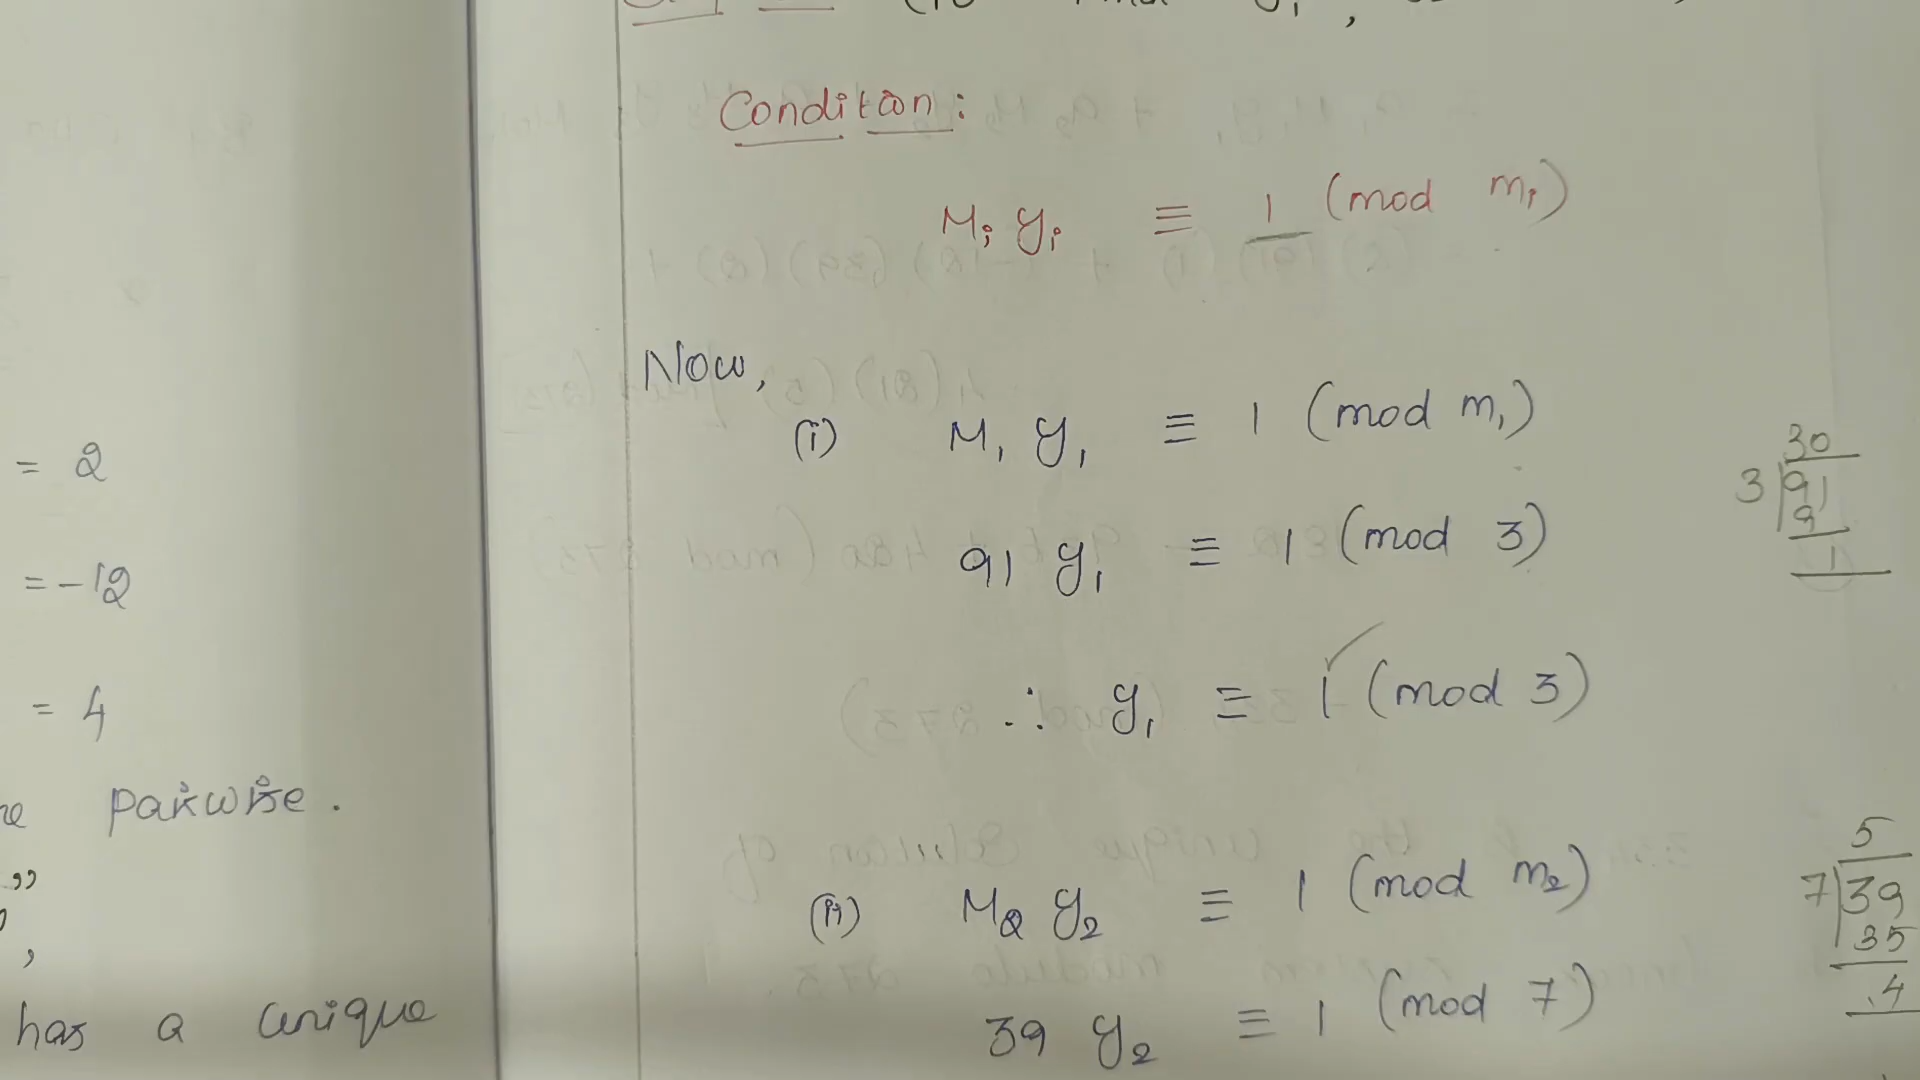 = 2
= -12
= 4
pairwise.
has a unique
Conditon:
Mi yi ≡ 1 (mod mi)
Now,
(i) M1 y1 ≡ 1 (mod m1)
91 y1 ≡ 1 (mod 3)
∴ y1 ≡ 1 (mod 3)
(ii) M2 y2 ≡ 1 (mod m2)
39 y2 ≡ 1 (mod 7)
30
3 91
9
1
5
7 39
35
4